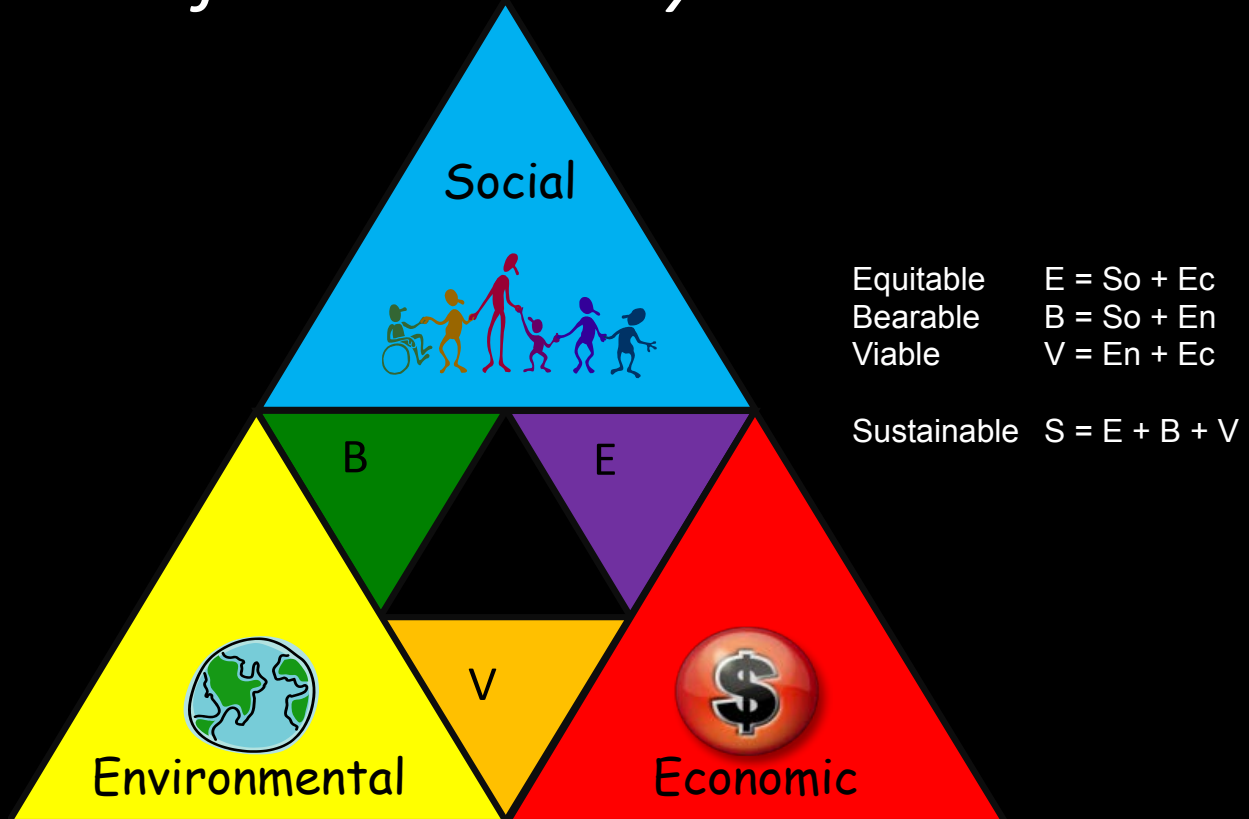 Social
Equitable E = So + Ec
Bearable B = So + En
Viable V = En + Ec
Sustainable S = E + B + V
B
E
V
$
Environmental
Economic